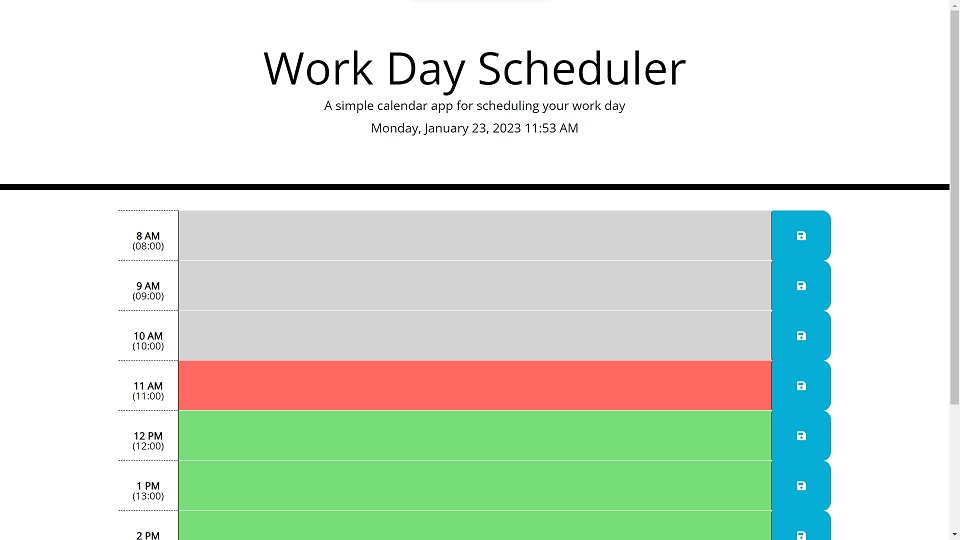 Work Day Scheduler
A simple calendar app for scheduling your work day
Monday, January 23, 2023 11:53 AM
8 AM
(08:00)
9 AM
(09:00)
10 AM
(10:00)
11 AM
(11:00)
12 PM
(12:00)
1 PM
(13:00)
2 PM